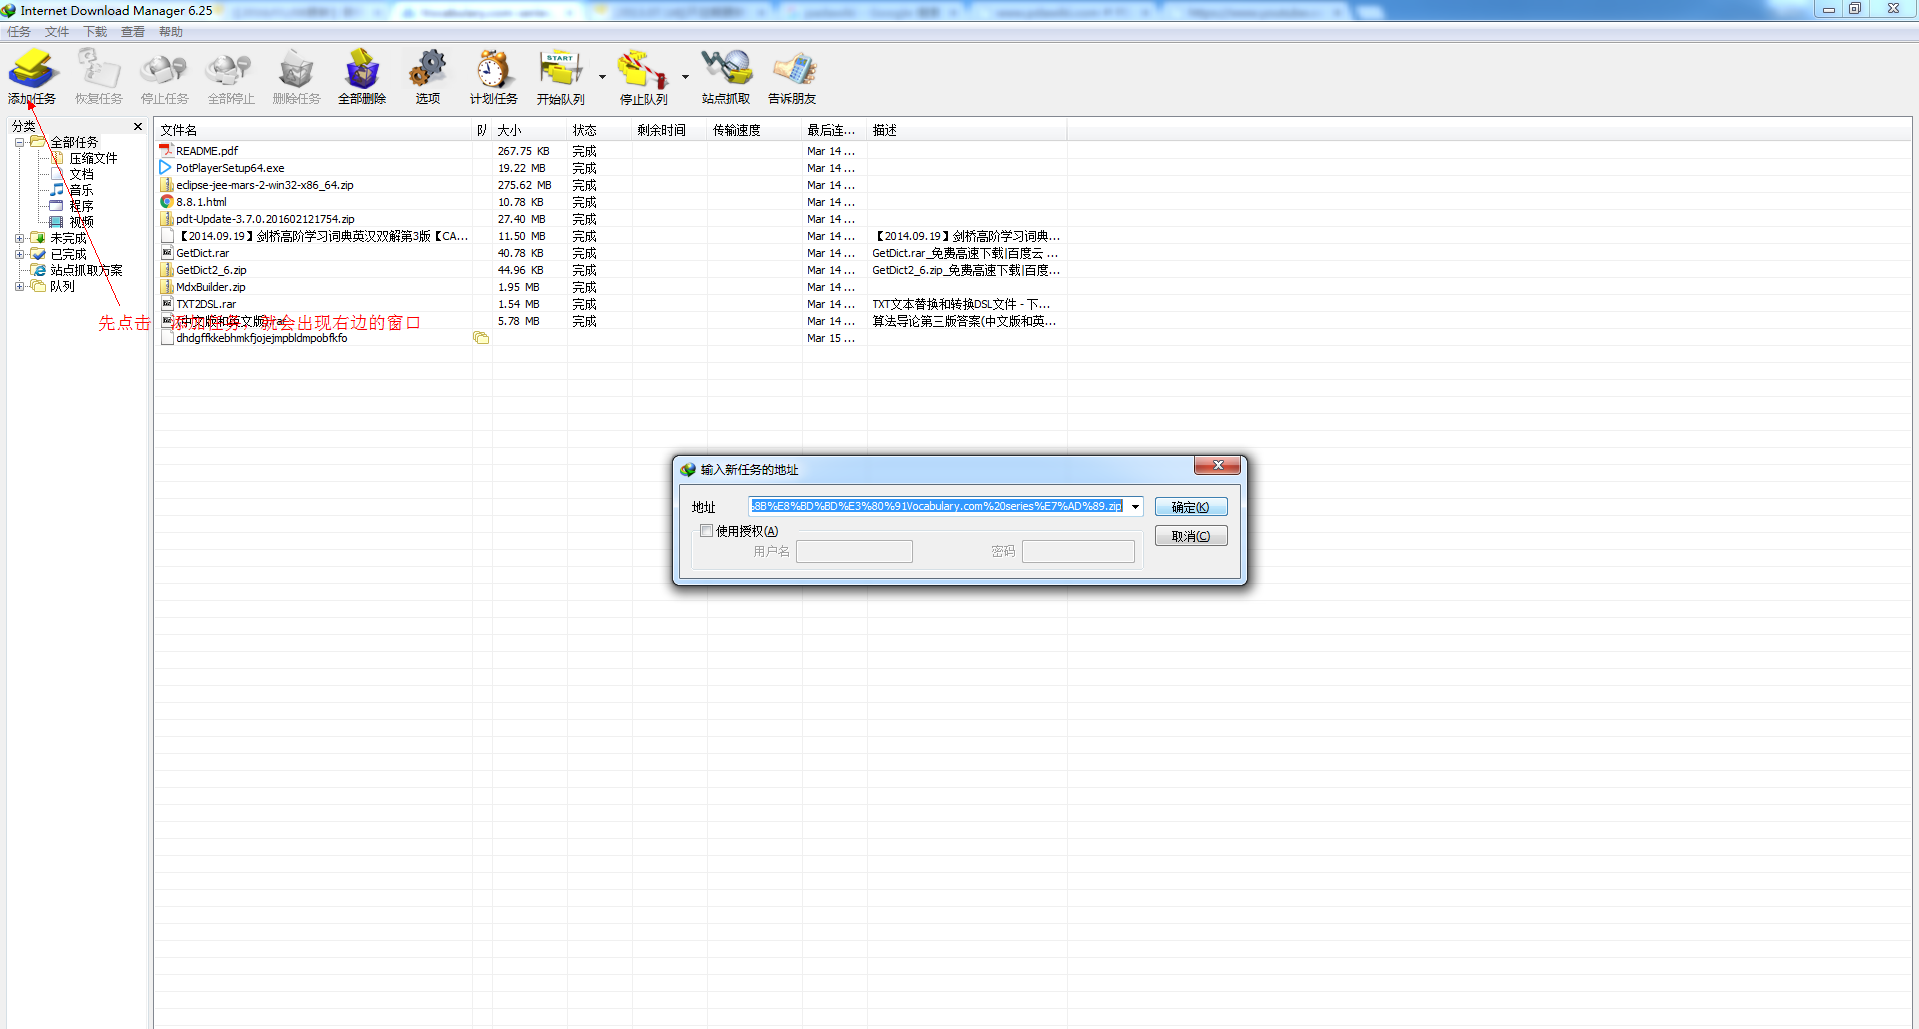 Internet Download Manager 6.25
任务 文件 下载 查看 帮助
添加任务 恢复任务 停止任务 全部停止 删除任务 全部删除 选项 计划任务 开始队列 停止队列 站点抓取 告诉朋友
START
分类
全部任务
压缩文件
文档
音乐
程序
视频
未完成
已完成
站点抓取方案
队列
文件名 队 大小 状态 剩余时间 传输速度 最后连... 描述
README.pdf 267.75 KB 完成 Mar 14 ...
PotPlayerSetup64.exe 19.22 MB 完成 Mar 14 ...
eclipse-jee-mars-2-win32-x86_64.zip 275.62 MB 完成 Mar 14 ...
8.8.1.html 10.78 KB 完成 Mar 14 ...
pdt-Update-3.7.0.201602121754.zip 27.40 MB 完成 Mar 14 ...
【2014.09.19】剑桥高阶学习词典英汉双解第3版【CA... 11.50 MB 完成 Mar 14 ... 【2014.09.19】剑桥高阶学习词典...
GetDict.rar 40.78 KB 完成 Mar 14 ... GetDict.rar_免费高速下载|百度云 ...
GetDict2_6.zip 44.96 KB 完成 Mar 14 ... GetDict2_6.zip_免费高速下载|百度...
MdxBuilder.zip 1.95 MB 完成 Mar 14 ...
TXT2DSL.rar 1.54 MB 完成 Mar 14 ... TXT文本替换和转换DSL文件 - 下...
(中文版和英文版).rar 5.78 MB 完成 Mar 14 ... 算法导论第三版答案(中文版和英...
先点击 添加任务，就会出现右边的窗口
dhdgffkkebhmkfjojejmpbldmpobfkfo Mar 15 ...
输入新任务的地址
地址 8B%E8%BD%BD%E3%80%91Vocabulary.com%20series%E7%AD%89.zip 确定(K)
使用授权(A) 取消(C)
用户名 密码